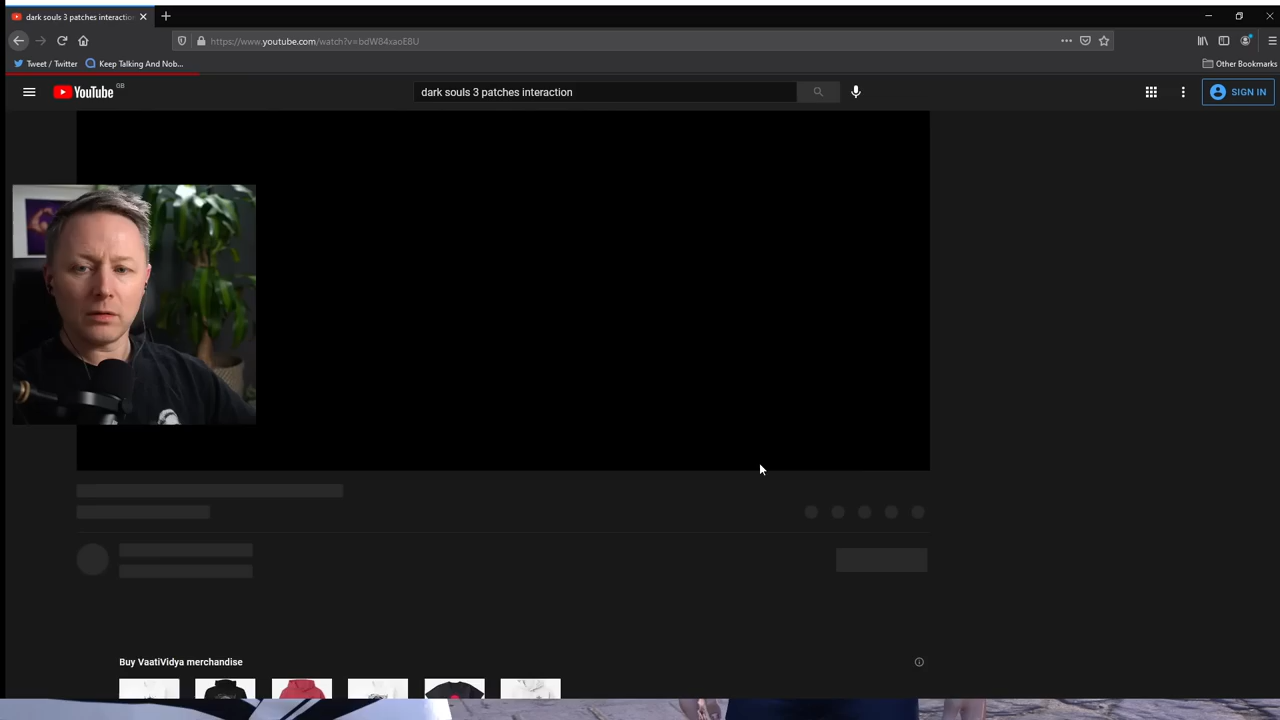 dark souls 3 patches interaction
https://www.youtube.com/watch?v=bdW84xaoE8U
Tweet / Twitter
Keep Talking And Nob...
Other Bookmarks
YouTube GB
dark souls 3 patches interaction
SIGN IN
Buy VaatiVidya merchandise